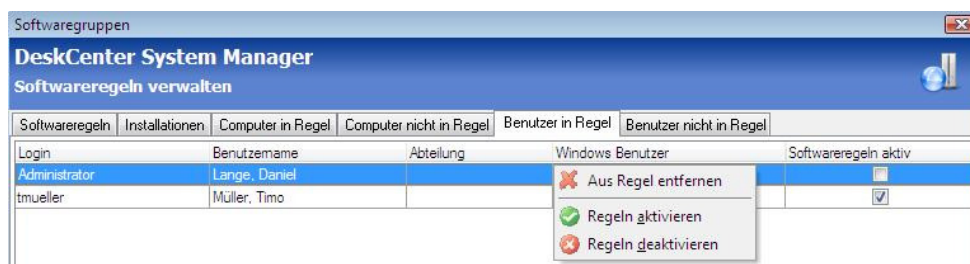 Softwaregruppen
DeskCenter System Manager
Softwareregeln verwalten
Softwareregeln Installationen Computer in Regel Computer nicht in Regel Benutzer in Regel Benutzer nicht in Regel
Login Benutzername Abteilung Windows Benutzer Softwareregeln aktiv
Administrator Lange, Daniel
tmueller Müller, Timo
Aus Regel entfernen
Regeln aktivieren
Regeln deaktivieren